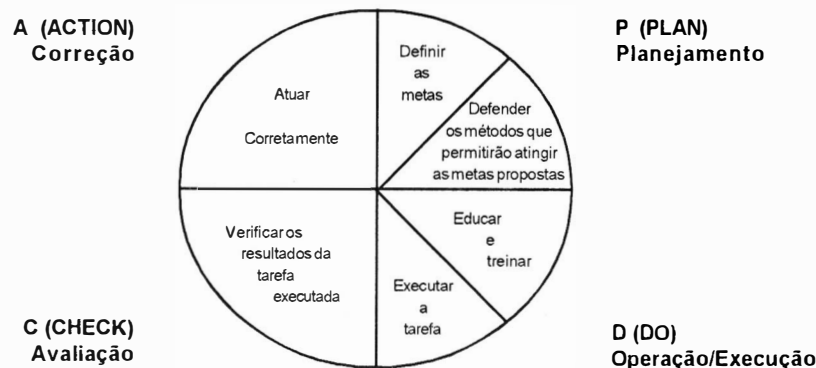 A (ACTION)
Correção
P (PLAN)
Planejamento
Definir
as
metas
Defender
os métodos que
permitirão atingir
as metas propostas
Atuar
Corretamente
Educar
e
treinar
Verificar os
resultados da
tarefa
executada
Executar
a
tarefa
C (CHECK)
Avaliação
D (DO)
Operação/Execução